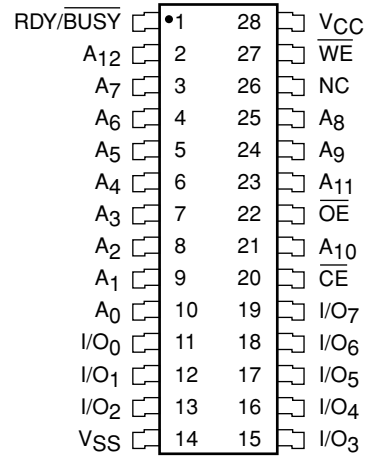 RDY/BUSY 1 28 VCC
A12 2 27 WE
A7 3 26 NC
A6 4 25 A8
A5 5 24 A9
A4 6 23 A11
A3 7 22 OE
A2 8 21 A10
A1 9 20 CE
A0 10 19 I/O7
I/O0 11 18 I/O6
I/O1 12 17 I/O5
I/O2 13 16 I/O4
VSS 14 15 I/O3